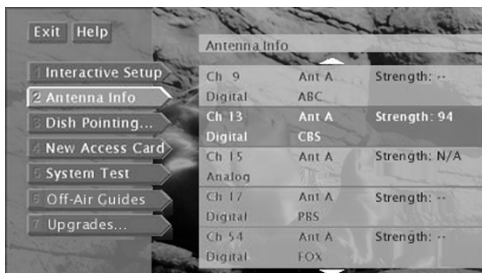 Exit Help
Antenna Info
1 Interactive Setup
2 Antenna Info
3 Dish Pointing...
4 New Access Card
5 System Test
6 Off-Air Guides
7 Upgrades...
Ch 9 Ant A Strength: --
Digital ABC
Ch 13 Ant A Strength: 94
Digital CBS
Ch 15 Ant A Strength: N/A
Analog
Ch 17 Ant A Strength: --
Digital PBS
Ch 54 Ant A Strength: --
Digital FOX